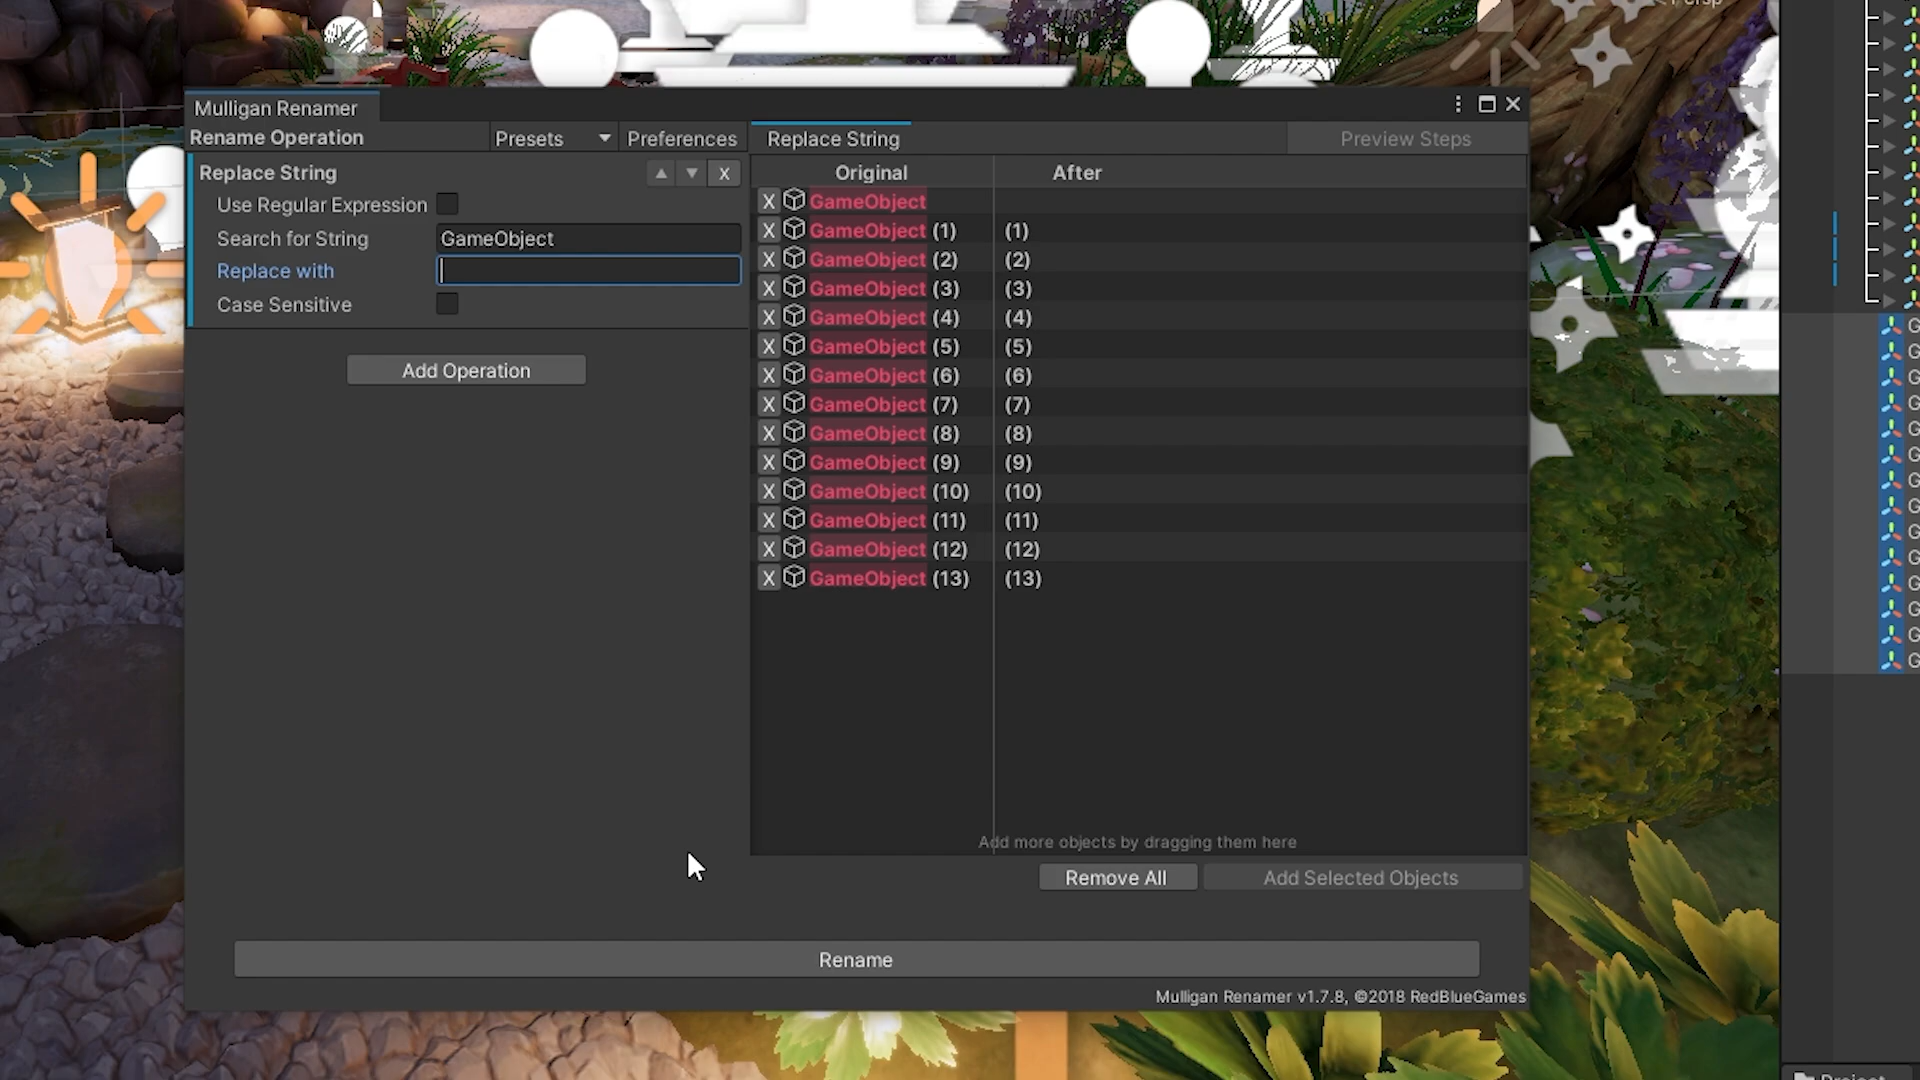 Persp
Mulligan Renamer
Rename Operation
Presets
Preferences
Replace String
Preview Steps
Replace String
X
Use Regular Expression
Search for String
GameObject
Replace with
Case Sensitive
Add Operation
Original
After
X GameObject
X GameObject (1) (1)
X GameObject (2) (2)
X GameObject (3) (3)
X GameObject (4) (4)
X GameObject (5) (5)
X GameObject (6) (6)
X GameObject (7) (7)
X GameObject (8) (8)
X GameObject (9) (9)
X GameObject (10) (10)
X GameObject (11) (11)
X GameObject (12) (12)
X GameObject (13) (13)
Add more objects by dragging them here
Remove All
Add Selected Objects
Rename
Mulligan Renamer v1.7.8, ©2018 RedBlueGames
G
G
G
G
G
G
G
G
G
G
G
G
G
G
Project